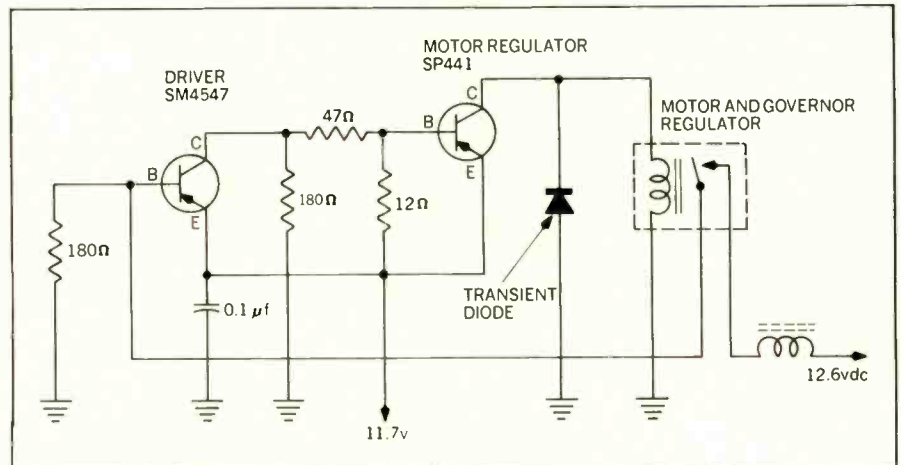 DRIVER
SM4547
MOTOR REGULATOR
SP441
MOTOR AND GOVERNOR
REGULATOR
C
B
E
47Ω
C
B
E
180Ω
180Ω
12Ω
0.1 µf
TRANSIENT
DIODE
11.7v
12.6vdc